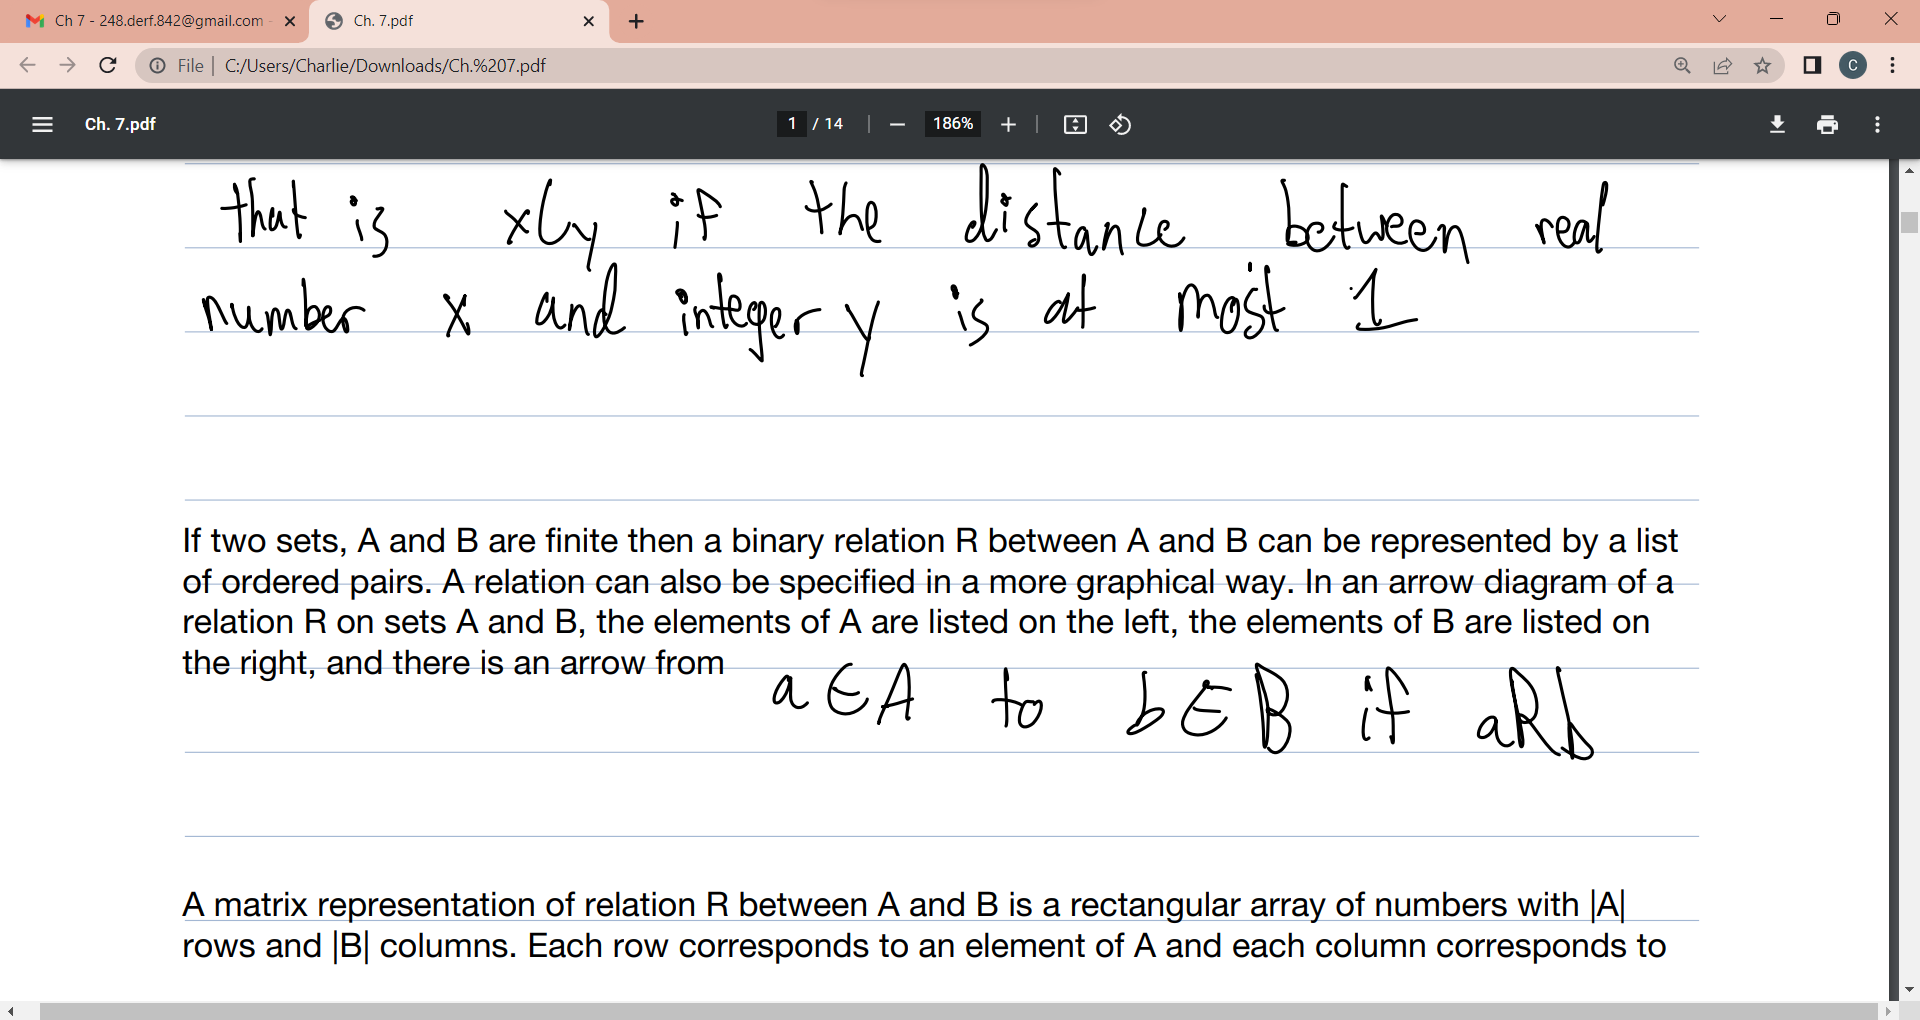 Ch 7 - 248.derf.842@gmail.com
Ch. 7.pdf
File | C:/Users/Charlie/Downloads/Ch.%207.pdf
C
Ch. 7.pdf
1 / 14
186%
that is xCy if the distance between real
number x and integer y is at most 1
If two sets, A and B are finite then a binary relation R between A and B can be represented by a list
of ordered pairs. A relation can also be specified in a more graphical way. In an arrow diagram of a
relation R on sets A and B, the elements of A are listed on the left, the elements of B are listed on
the right, and there is an arrow from a ∈ A to b ∈ B if aRb
A matrix representation of relation R between A and B is a rectangular array of numbers with |A|
rows and |B| columns. Each row corresponds to an element of A and each column corresponds to